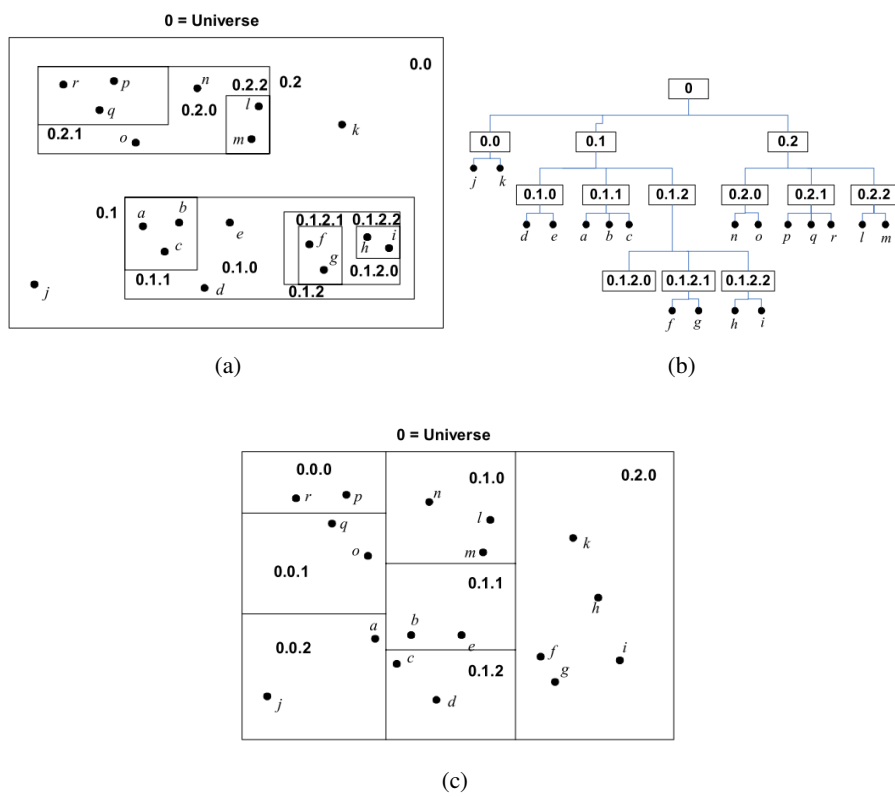 0 = Universe
0.0
r p n 0.2.2 0.2
q 0.2.0 l
0.2.1 o m k
0.1 a b e 0.1.2.1 0.1.2.2
f h i
c g
0.1.1 0.1.0 0.1.2.0
j d 0.1.2
(a)
0
0.0 0.1 0.2
j k
0.1.0 0.1.1 0.1.2 0.2.0 0.2.1 0.2.2
d e a b c n o p q r l m
0.1.2.0 0.1.2.1 0.1.2.2
f g h i
(b)
0 = Universe
0.0.0 0.1.0 0.2.0
r p n
q l
o m k
0.0.1 0.1.1
h
a b e
0.0.2 c 0.1.2 f i
j d g
(c)